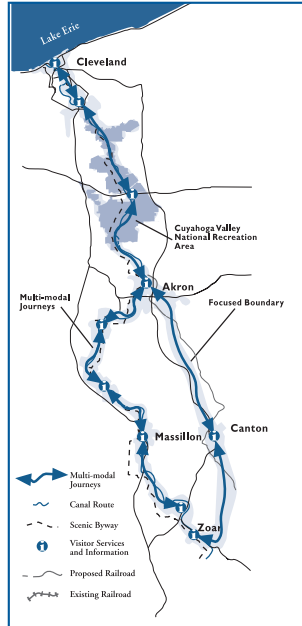 Lake Erie
Cleveland
Cuyahoga Valley
National Recreation
Area
Akron
Multi-modal
Journeys
Focused Boundary
Massillon
Canton
Zoar
Multi-modal
Journeys
Canal Route
Scenic Byway
Visitor Services
and Information
Proposed Railroad
Existing Railroad